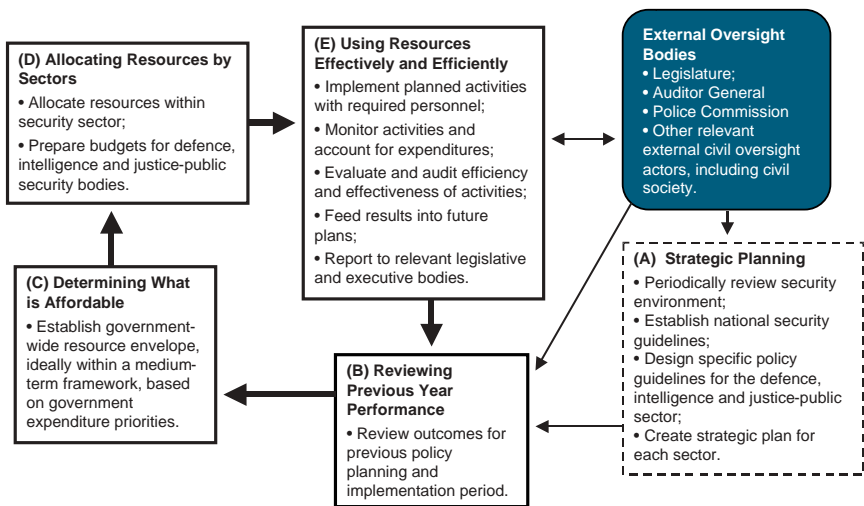 (D) Allocating Resources by
Sectors
• Allocate resources within
security sector;
• Prepare budgets for defence,
intelligence and justice-public
security bodies.
(E) Using Resources
Effectively and Efficiently
• Implement planned activities
with required personnel;
• Monitor activities and
account for expenditures;
• Evaluate and audit efficiency
and effectiveness of activities;
• Feed results into future
plans;
• Report to relevant legislative
and executive bodies.
External Oversight
Bodies
• Legislature;
• Auditor General
• Police Commission
• Other relevant
external civil oversight
actors, including civil
society.
(C) Determining What
is Affordable
• Establish government-
wide resource envelope,
ideally within a medium-
term framework, based
on government
expenditure priorities.
(B) Reviewing
Previous Year
Performance
• Review outcomes for
previous policy
planning and
implementation period.
(A) Strategic Planning
• Periodically review security
environment;
• Establish national security
guidelines;
• Design specific policy
guidelines for the defence,
intelligence and justice-public
sector;
• Create strategic plan for
each sector.